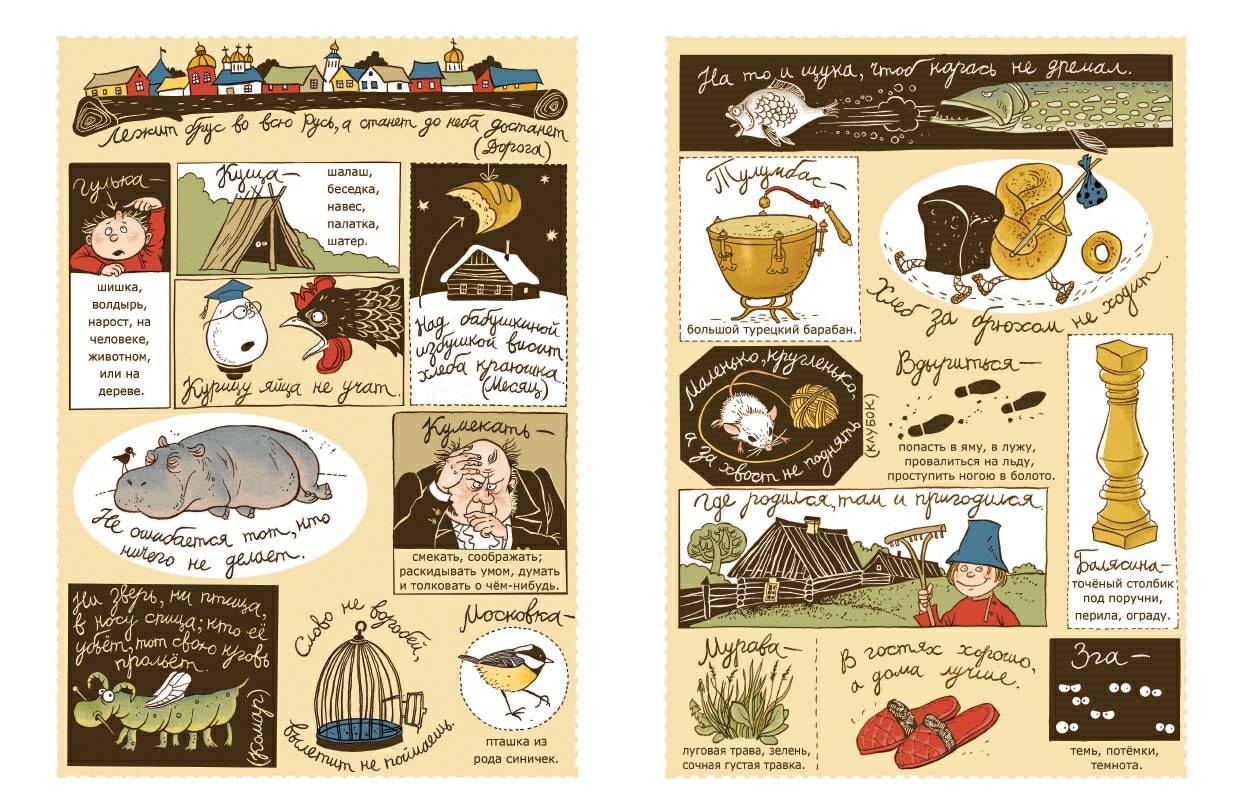 Лежит брус во всю Русь, а станет до неба достанет
(Дорога)
Гулька—
шишка,
волдырь,
нарост, на
человеке,
животном,
или на
дереве.
Куща—
шалаш,
беседка,
навес,
палатка,
шатер.
Курицу яйца не учат.
Над бабушкиной
избушкой висит
хлеба краюшка.
(Месяц)
Не ошибается тот, кто
ничего не делает.
Кумекать—
смекать, соображать;
раскидывать умом, думать
и толковать о чём-нибудь.
Ни зверь, ни птица,
в носу спица; кто её
убьёт, тот свою кровь
прольёт.
(Комар)
Слово не воробей,
вылетит не поймаешь.
Московка—
пташка из
рода синичек.
На то и щука, чтоб карась не дремал.
Тулумбас—
большой турецкий барабан.
Хлеб за брюхом не ходит.
Маленько, кругленько,
а за хвост не поднять
(клубок)
Вдыриться—
попасть в яму, в лужу,
провалиться на льду,
проступить ногою в болото.
Балясина—
точёный столбик
под поручни,
перила, ограду.
Где родился, там и пригодился.
Мурава—
луговая трава, зелень,
сочная густая травка.
В гостях хорошо,
а дома лучше.
Зга—
темь, потёмки,
темнота.